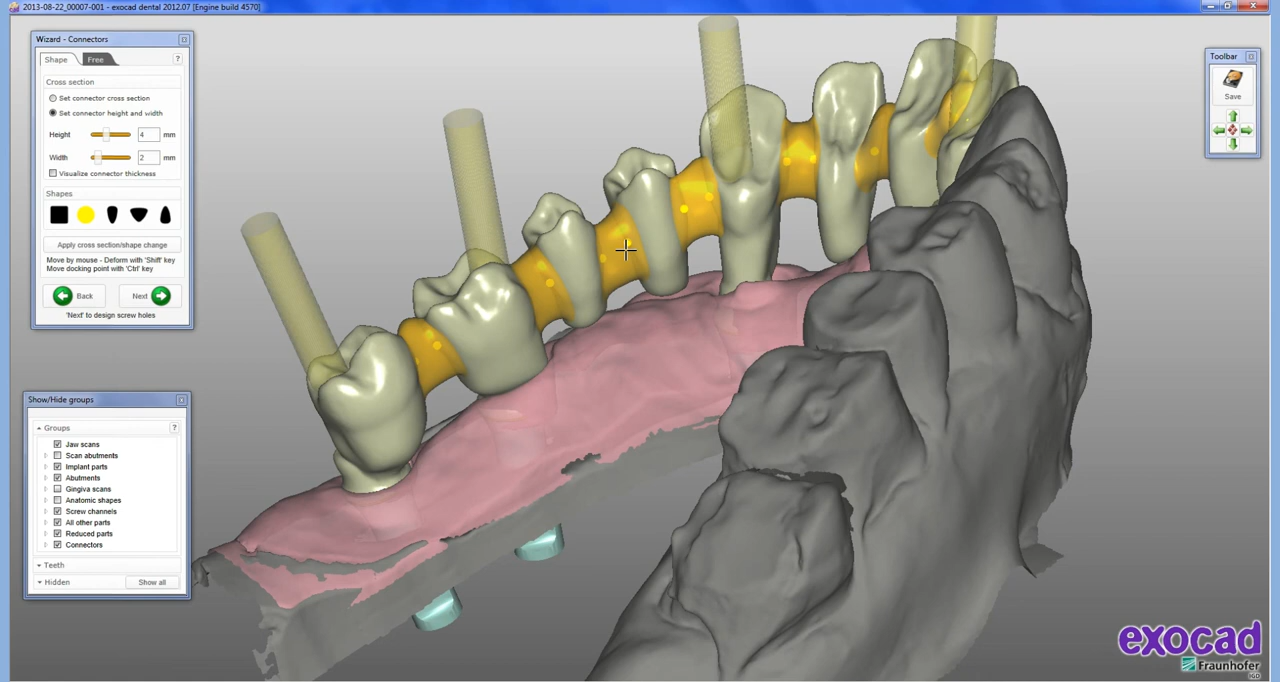 2013-08-22_00007-001 - exocad dental 2012.07 [Engine build 4570]
Wizard - Connectors
Shape Free ?
Cross section
Set connector cross section
Set connector height and width
Height 4 mm
Width 2 mm
Visualize connector thickness
Shapes
Apply cross section/shape change
Move by mouse - Deform with 'Shift' key
Move docking point with 'Ctrl' key
Back Next
'Next' to design screw holes
Toolbar
Save
Show/Hide groups
Groups ?
Jaw scans
Scan abutments
Implant parts
Abutments
Gingiva scans
Anatomic shapes
Screw channels
All other parts
Reduced parts
Connectors
Teeth
Hidden Show all
exocad
Fraunhofer
IGD